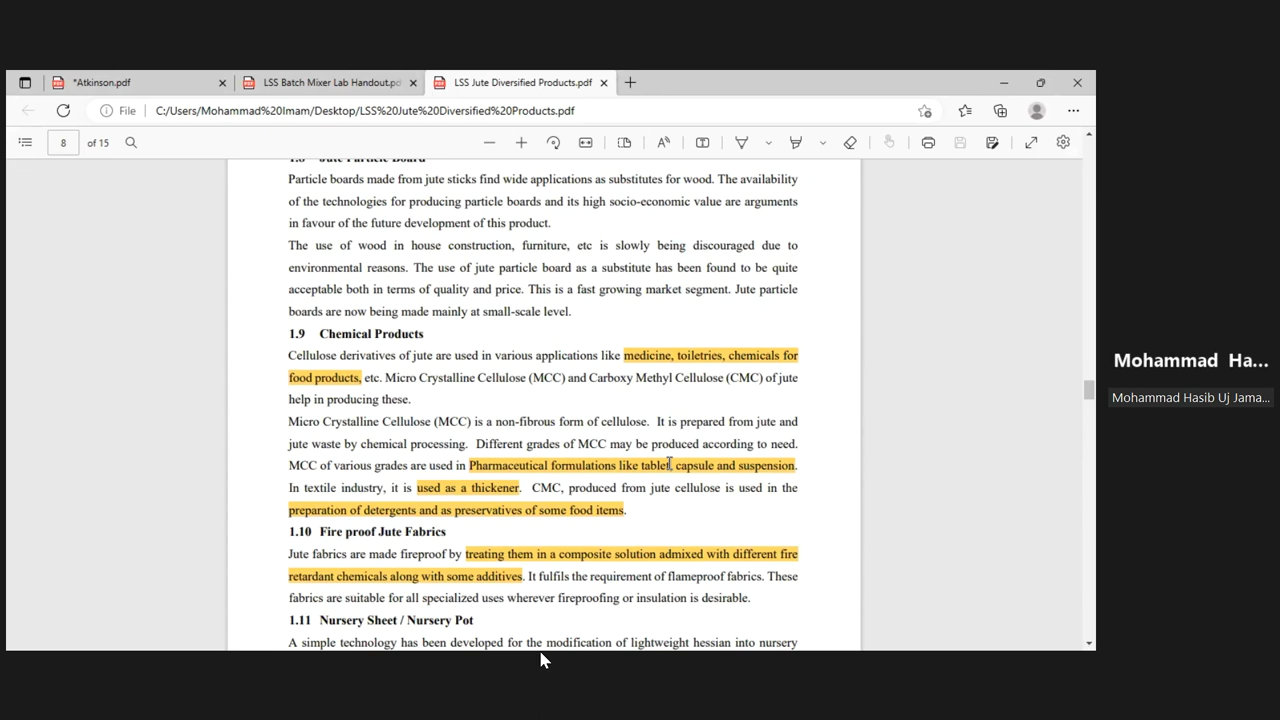 *Atkinson.pdf
LSS Batch Mixer Lab Handout.pd
LSS Jute Diversified Products.pdf
File
C:/Users/Mohammad%20Imam/Desktop/LSS%20Jute%20Diversified%20Products.pdf
8 of 15
1.8 Jute Particle Board
Particle boards made from jute sticks find wide applications as substitutes for wood. The availability
of the technologies for producing particle boards and its high socio-economic value are arguments
in favour of the future development of this product.
The use of wood in house construction, furniture, etc is slowly being discouraged due to
environmental reasons. The use of jute particle board as a substitute has been found to be quite
acceptable both in terms of quality and price. This is a fast growing market segment. Jute particle
boards are now being made mainly at small-scale level.
1.9 Chemical Products
Cellulose derivatives of jute are used in various applications like medicine, toiletries, chemicals for
food products, etc. Micro Crystalline Cellulose (MCC) and Carboxy Methyl Cellulose (CMC) of jute
help in producing these.
Micro Crystalline Cellulose (MCC) is a non-fibrous form of cellulose. It is prepared from jute and
jute waste by chemical processing. Different grades of MCC may be produced according to need.
MCC of various grades are used in Pharmaceutical formulations like tablet, capsule and suspension.
In textile industry, it is used as a thickener. CMC, produced from jute cellulose is used in the
preparation of detergents and as preservatives of some food items.
1.10 Fire proof Jute Fabrics
Jute fabrics are made fireproof by treating them in a composite solution admixed with different fire
retardant chemicals along with some additives. It fulfils the requirement of flameproof fabrics. These
fabrics are suitable for all specialized uses wherever fireproofing or insulation is desirable.
1.11 Nursery Sheet / Nursery Pot
A simple technology has been developed for the modification of lightweight hessian into nursery
Mohammad Ha...
Mohammad Hasib Uj Jama...